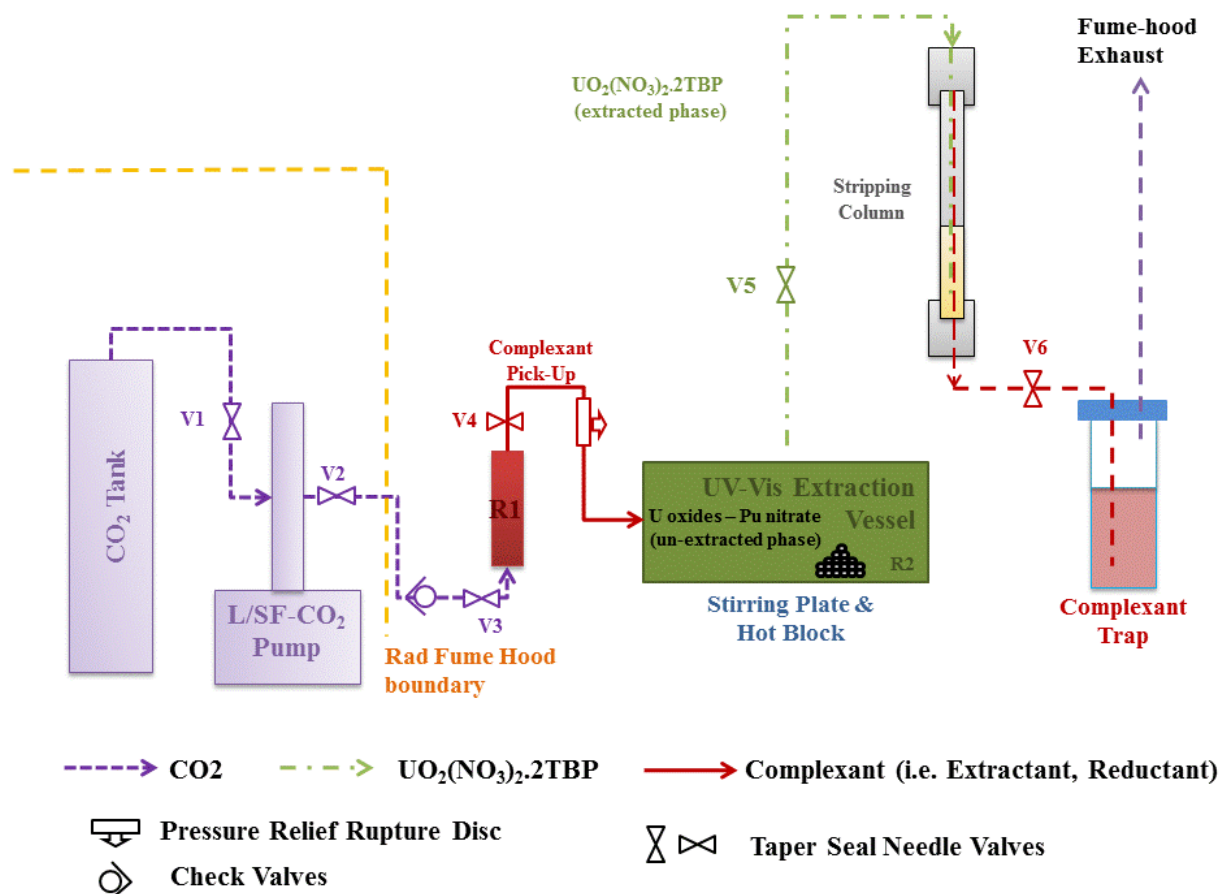 Fume-hood
Exhaust
UO₂(NO₃)₂.2TBP
(extracted phase)
Stripping
Column
V5
Complexant
Pick-Up
V6
V1
V4
V2
CO₂ Tank
R1
UV-Vis Extraction
Vessel
U oxides – Pu nitrate
(un-extracted phase)
R2
L/SF-CO₂
Pump
V3
Stirring Plate &
Hot Block
Complexant
Trap
Rad Fume Hood
boundary
CO2
UO₂(NO₃)₂.2TBP
Complexant (i.e. Extractant, Reductant)
Pressure Relief Rupture Disc
Taper Seal Needle Valves
Check Valves